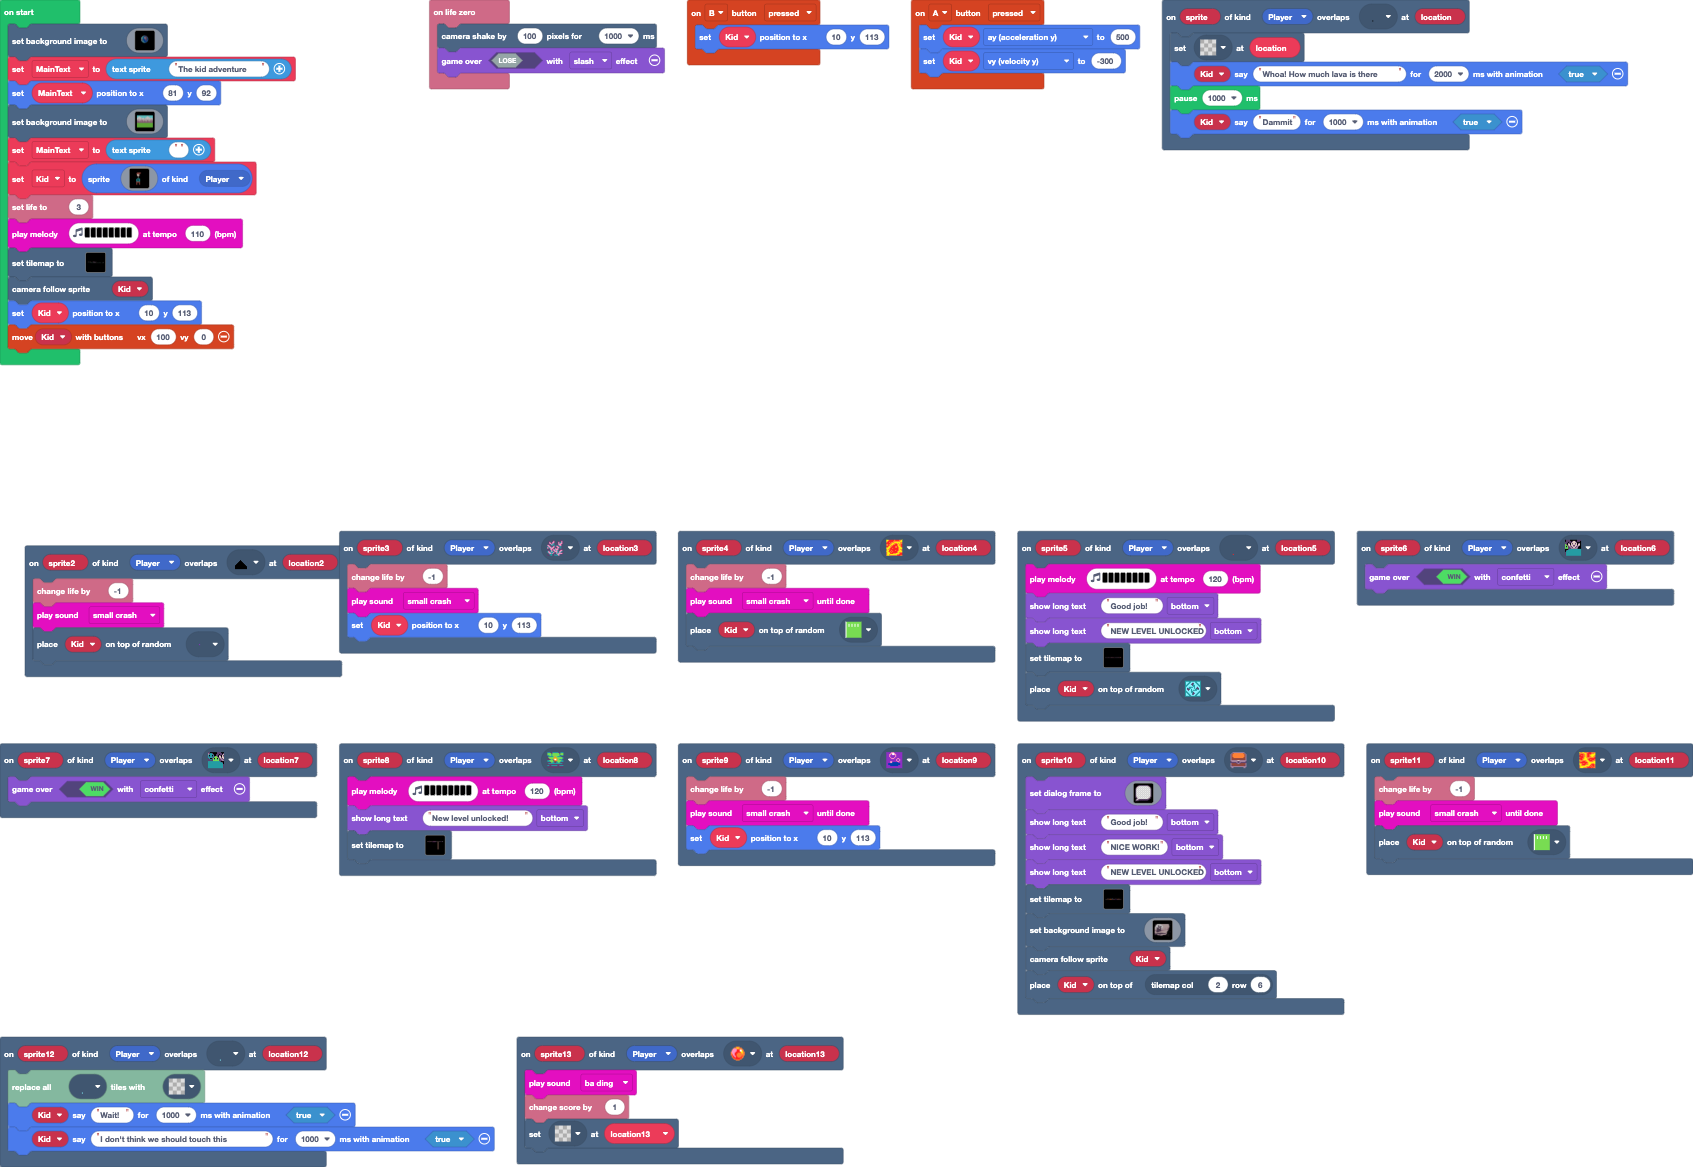 on start
set background image to
set MainText to text sprite "The kid adventure"
set MainText position to x 81 y 92
set background image to
set MainText to text sprite " "
set Kid to sprite of kind Player
set life to 3
play melody at tempo 110 (bpm)
set tilemap to
camera follow sprite Kid
set Kid position to x 10 y 113
move Kid with buttons vx 100 vy 0
on life zero
camera shake by 100 pixels for 1000 ms
game over LOSE with slash effect
on B button pressed
set Kid position to x 10 y 113
on A button pressed
set Kid ay (acceleration y) to 500
set Kid vy (velocity y) to -300
on sprite of kind Player overlaps at location
set at location
Kid say "Whoa! How much lava is there" for 2000 ms with animation true
pause 1000 ms
Kid say "Dammit" for 1000 ms with animation true
on sprite2 of kind Player overlaps at location2
change life by -1
play sound small crash
place Kid on top of random
on sprite3 of kind Player overlaps at location3
change life by -1
play sound small crash
set Kid position to x 10 y 113
on sprite4 of kind Player overlaps at location4
change life by -1
play sound small crash until done
place Kid on top of random
on sprite5 of kind Player overlaps at location5
play melody at tempo 120 (bpm)
show long text "Good job!" bottom
show long text "NEW LEVEL UNLOCKED bottom
set tilemap to
place Kid on top of random
on sprite6 of kind Player overlaps at location6
game over WIN with confetti effect
on sprite7 of kind Player overlaps at location7
game over WIN with confetti effect
on sprite8 of kind Player overlaps at location8
play melody at tempo 120 (bpm)
show long text "New level unlocked!" bottom
set tilemap to
on sprite9 of kind Player overlaps at location9
change life by -1
play sound small crash until done
set Kid position to x 10 y 113
on sprite10 of kind Player overlaps at location10
set dialog frame to
show long text "Good job!" bottom
show long text "NICE WORK!" bottom
show long text "NEW LEVEL UNLOCKED bottom
set tilemap to
set background image to
camera follow sprite Kid
place Kid on top of tilemap col 2 row 6
on sprite11 of kind Player overlaps at location11
change life by -1
play sound small crash until done
place Kid on top of random
on sprite12 of kind Player overlaps at location12
replace all tiles with
Kid say "Wait!" for 1000 ms with animation true
Kid say "I don't think we should touch this" for 1000 ms with animation true
on sprite13 of kind Player overlaps at location13
play sound ba ding
change score by 1
set at location13